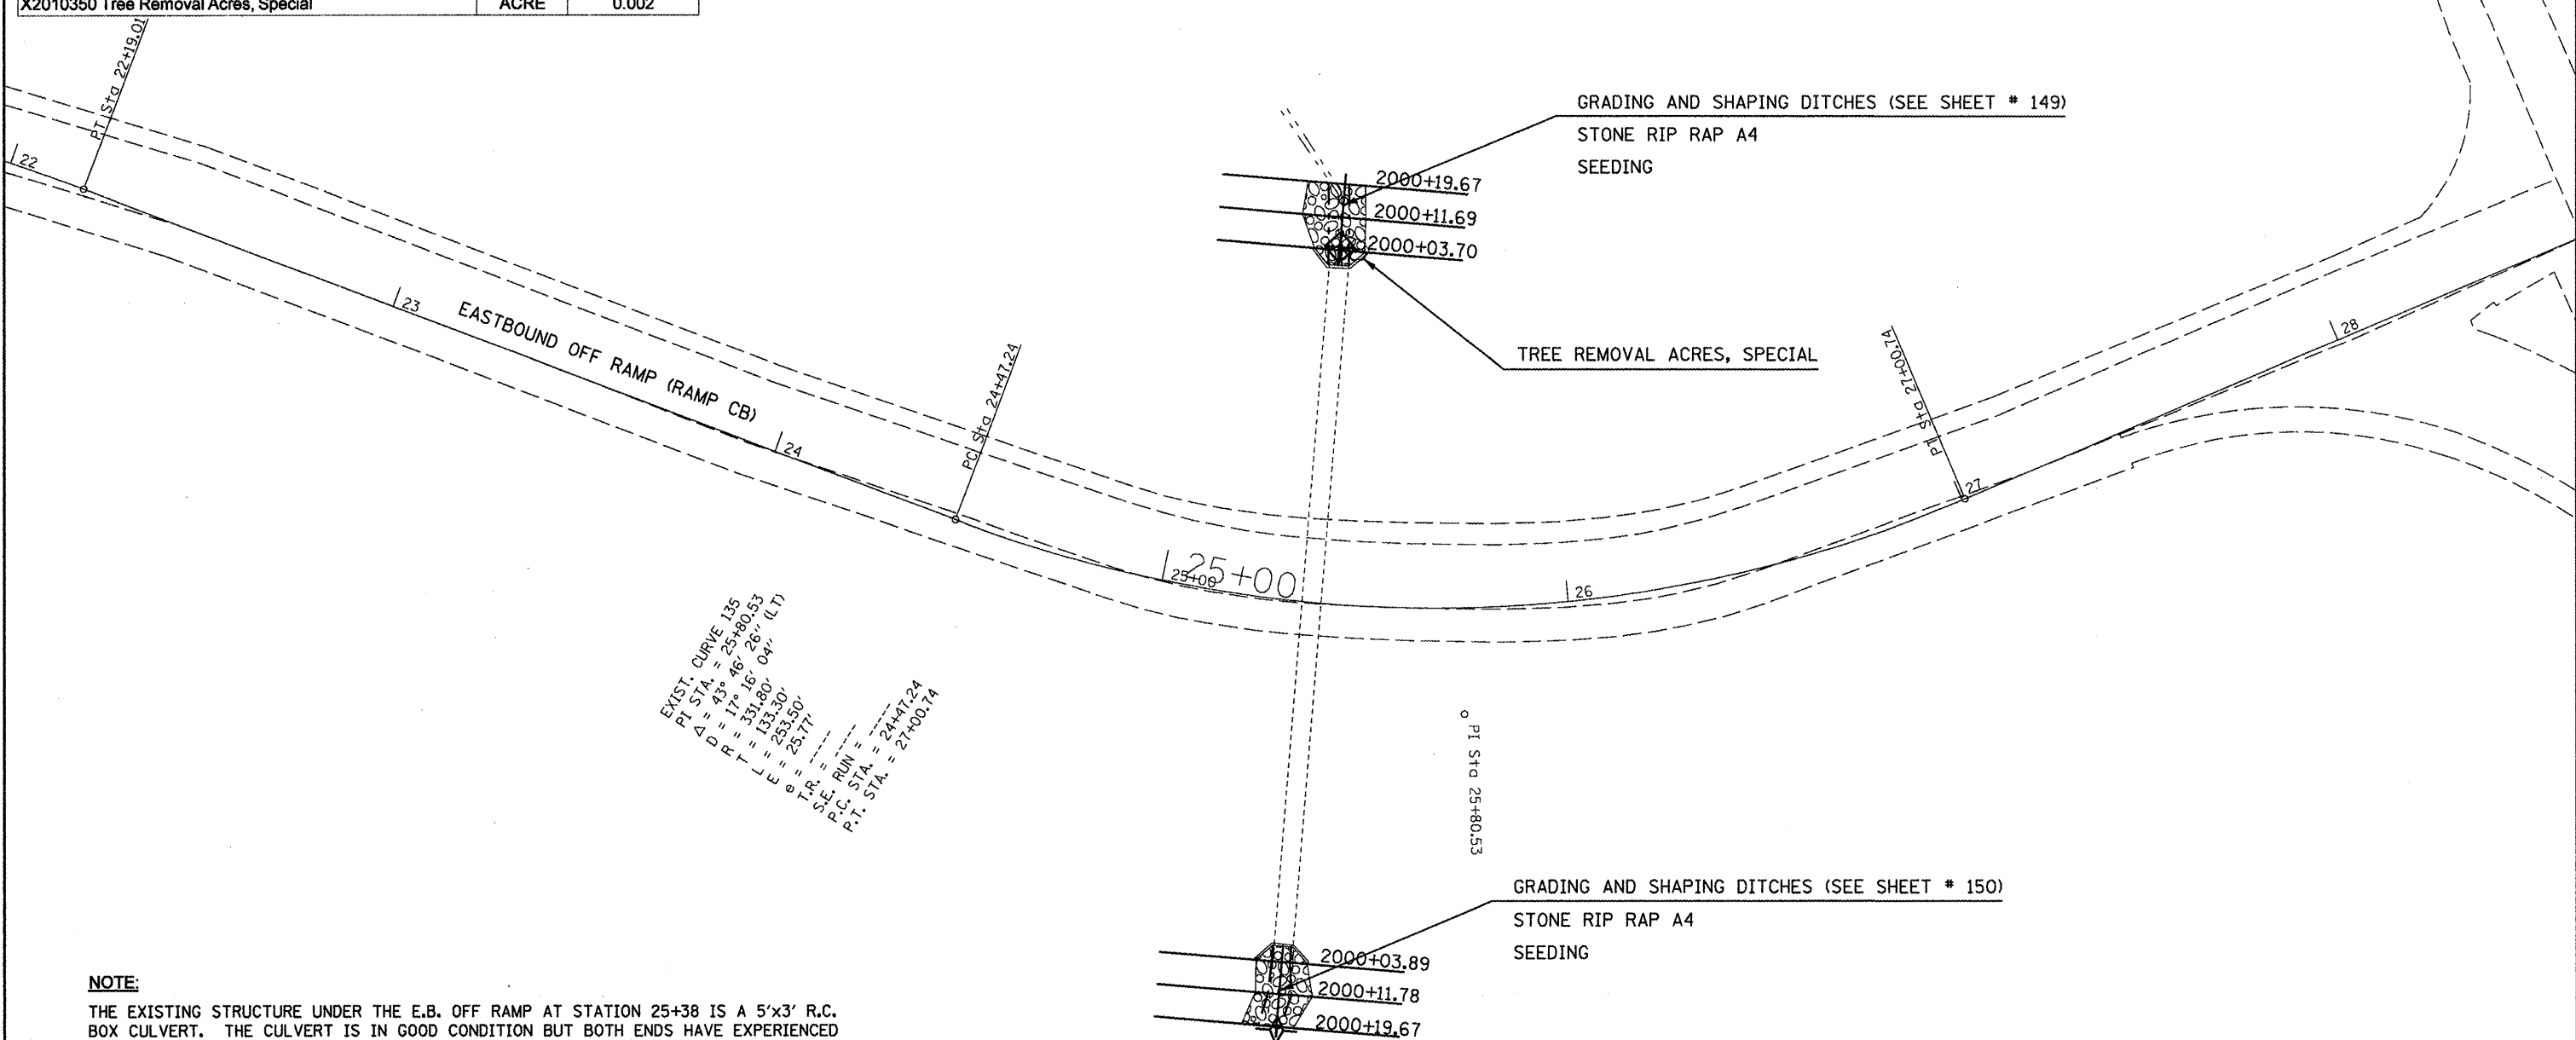 X2010350 Tree Removal Acres, Special ACRE 0.002
PT Sta 22+19.01
GRADING AND SHAPING DITCHES (SEE SHEET # 149)
STONE RIP RAP A4
SEEDING
22
2000+19.67
2000+11.69
2000+03.70
23
EASTBOUND OFF RAMP (RAMP CB)
TREE REMOVAL ACRES, SPECIAL
28
PT Sta 27+00.74
PC Sta 24+47.24
24
27
25+00
25+00
26
EXIST. CURVE 135
PI STA. = 25+80.53
Δ = 43° 46' 26" (LT)
D = 17° 16' 04"
R = 331.80'
T = 133.30'
L = 253.50'
E = 25.77'
e = -----
T.R. = -----
S.E. RUN = -----
P.C. STA. = 24+47.24
P.T. STA. = 27+00.74
PI Sta 25+80.53
GRADING AND SHAPING DITCHES (SEE SHEET # 150)
STONE RIP RAP A4
SEEDING
2000+03.89
2000+11.78
2000+19.67
NOTE:
THE EXISTING STRUCTURE UNDER THE E.B. OFF RAMP AT STATION 25+38 IS A 5'x3' R.C.
BOX CULVERT. THE CULVERT IS IN GOOD CONDITION BUT BOTH ENDS HAVE EXPERIENCED